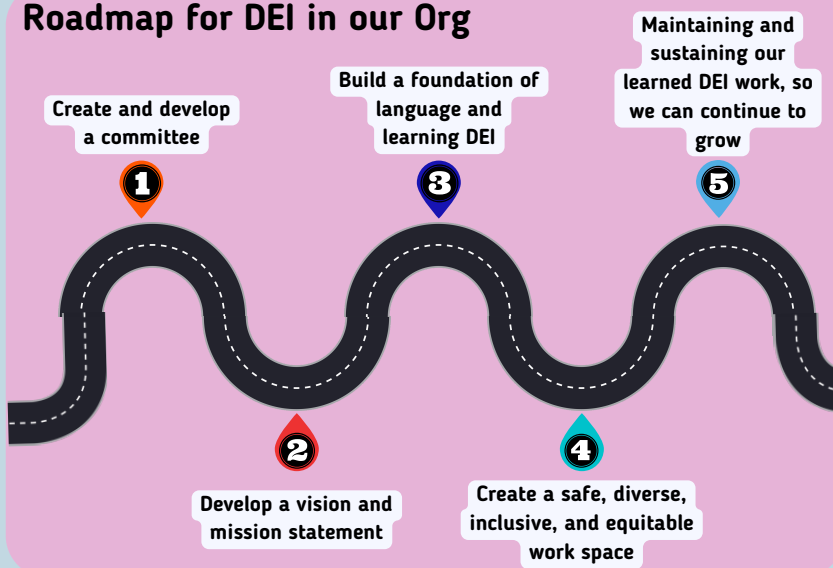 Roadmap for DEI in our Org
Create and develop
a committee
1
2
Develop a vision and
mission statement
Build a foundation of
language and
learning DEI
3
4
Create a safe, diverse,
inclusive, and equitable
work space
Maintaining and
sustaining our
learned DEI work, so
we can continue to
grow
5